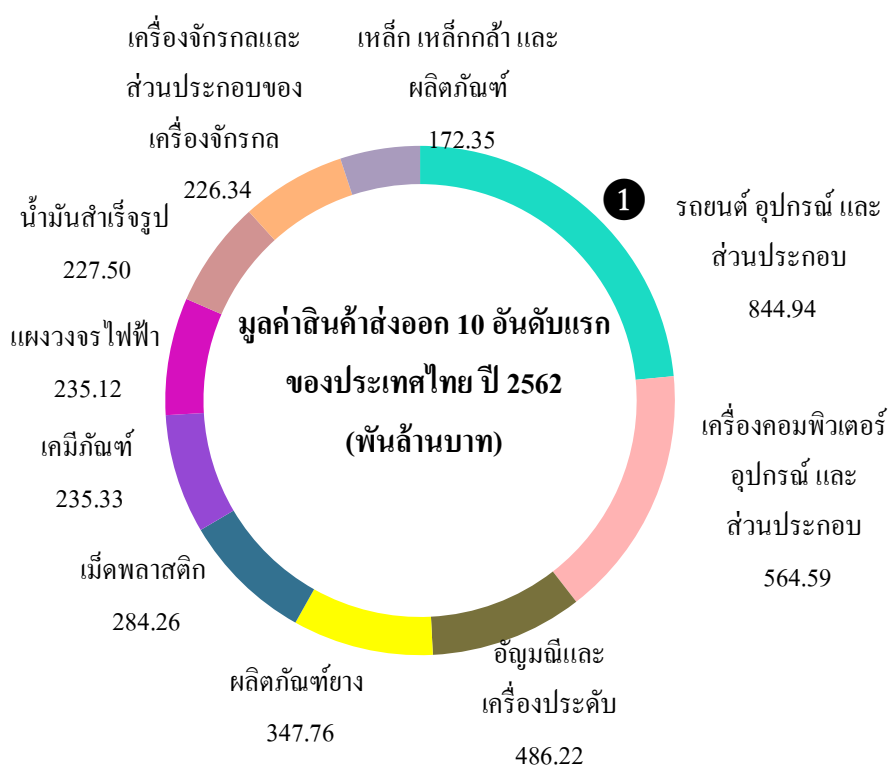 เครื่องจักรกลและ
ส่วนประกอบของ
เครื่องจักรกล
226.34
เหล็ก เหล็กกล้า และ
ผลิตภัณฑ์
172.35
1
รถยนต์ อุปกรณ์ และ
ส่วนประกอบ
844.94
น้ำมันสำเร็จรูป
227.50
แผงวงจรไฟฟ้า
235.12
มูลค่าสินค้าส่งออก 10 อันดับแรก
ของประเทศไทย ปี 2562
(พันล้านบาท)
เครื่องคอมพิวเตอร์
อุปกรณ์ และ
ส่วนประกอบ
564.59
เคมีภัณฑ์
235.33
เม็ดพลาสติก
284.26
ผลิตภัณฑ์ยาง
347.76
อัญมณีและ
เครื่องประดับ
486.22